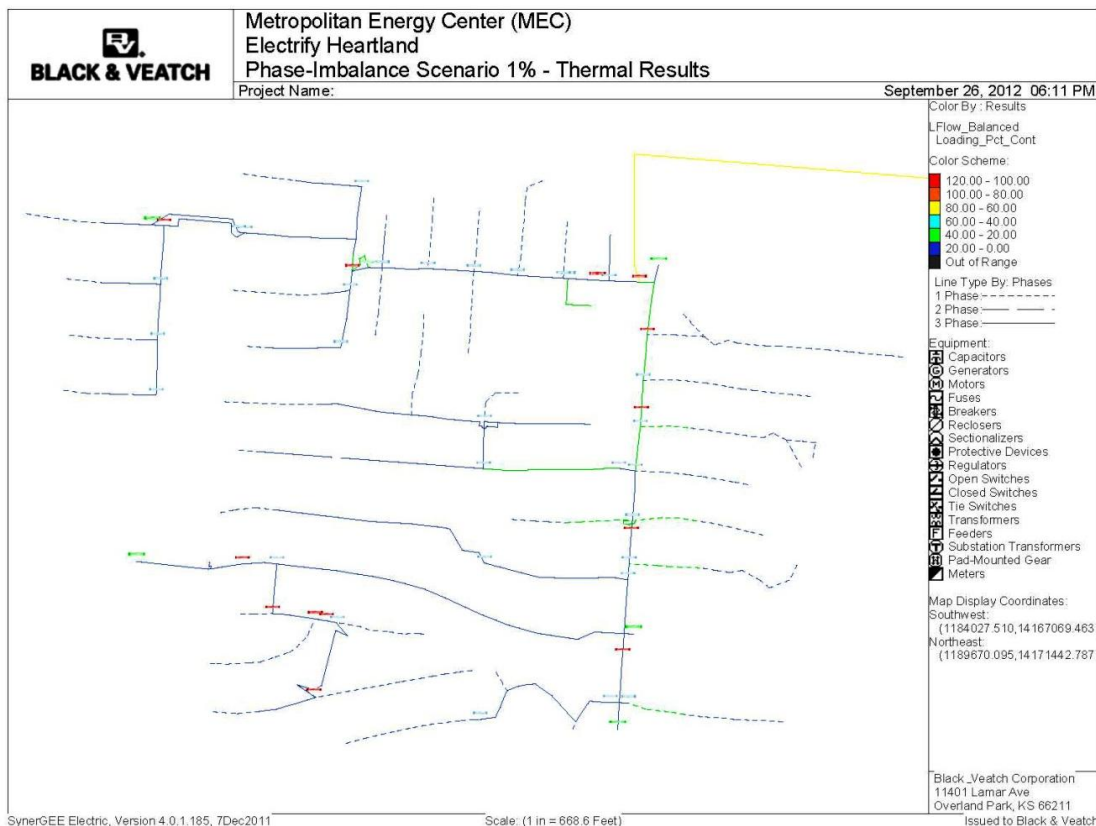 BV.
BLACK & VEATCH
Metropolitan Energy Center (MEC)
Electrify Heartland
Phase-Imbalance Scenario 1% - Thermal Results
Project Name:
September 26, 2012 06:11 PM
Color By : Results
LFlow_Balanced
Loading_Pct_Cont
Color Scheme:
120.00 - 100.00
100.00 - 80.00
80.00 - 60.00
60.00 - 40.00
40.00 - 20.00
20.00 - 0.00
Out of Range
Line Type By: Phases
1 Phase:
2 Phase:
3 Phase:
Equipment:
Capacitors
G Generators
M Motors
Fuses
Breakers
Reclosers
Sectionalizers
Protective Devices
Regulators
Open Switches
Closed Switches
Tie Switches
Transformers
F Feeders
Substation Transformers
Pad-Mounted Gear
Meters
Map Display Coordinates:
Southwest:
(1184027.510,14167069.463
Northeast:
(1189670.095,14171442.787
Black _Veatch Corporation
11401 Lamar Ave
Overland Park, KS 66211
SynerGEE Electric, Version 4.0.1.185, 7Dec2011
Scale: (1 in = 668.6 Feet)
Issued to Black & Veatch